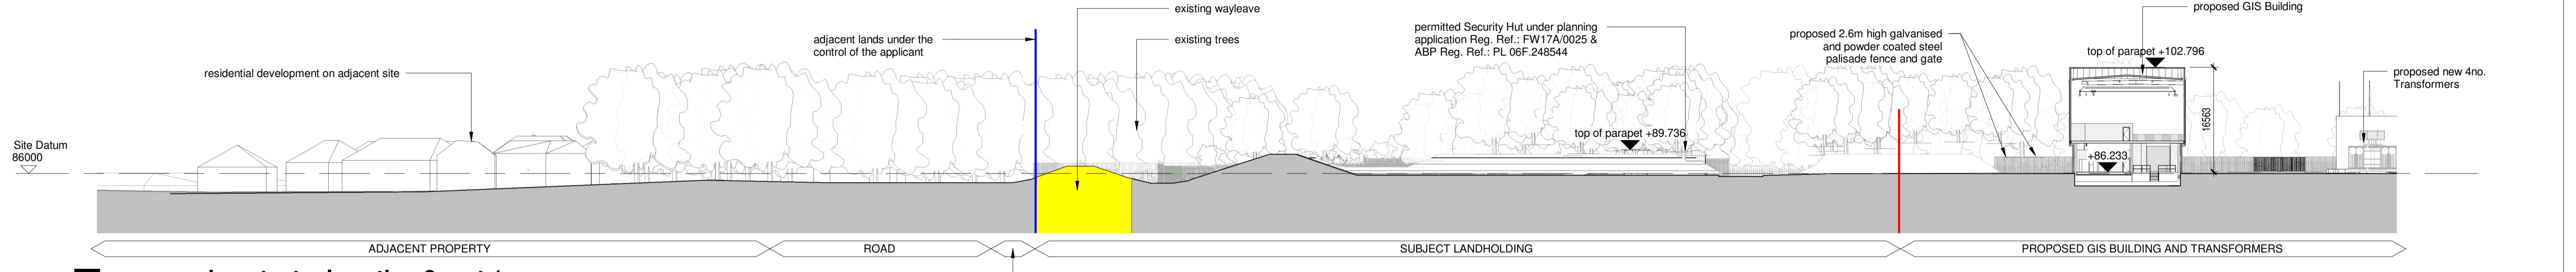 existing wayleave
proposed GIS Building
permitted Security Hut under planning
application Reg. Ref.: FW17A/0025 &
ABP Reg. Ref.: PL 06F.248544
adjacent lands under the
control of the applicant
existing trees
proposed 2.6m high galvanised
and powder coated steel
palisade fence and gate
top of parapet +102.796
residential development on adjacent site
proposed new 4no.
Transformers
16563
top of parapet +89.736
Site Datum
86000
+86.233
ADJACENT PROPERTY
ROAD
SUBJECT LANDHOLDING
PROPOSED GIS BUILDING AND TRANSFORMERS